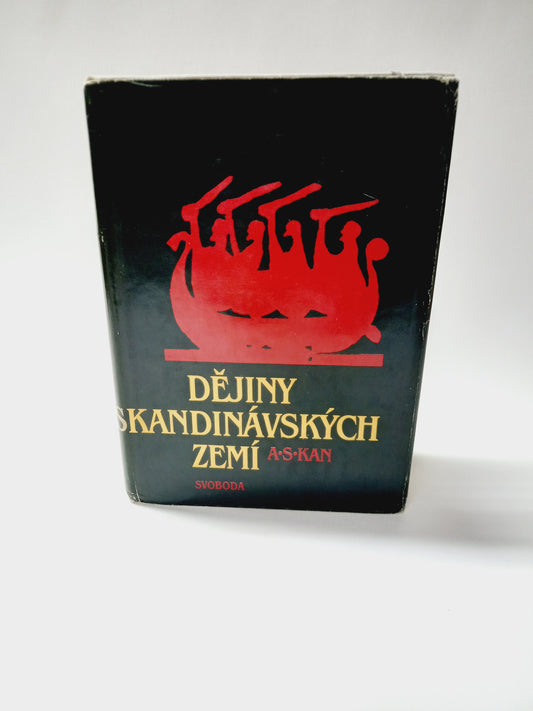 DĚJINY
SKANDINÁVSKÝCH
ZEMÍ A·S·KAN
SVOBODA